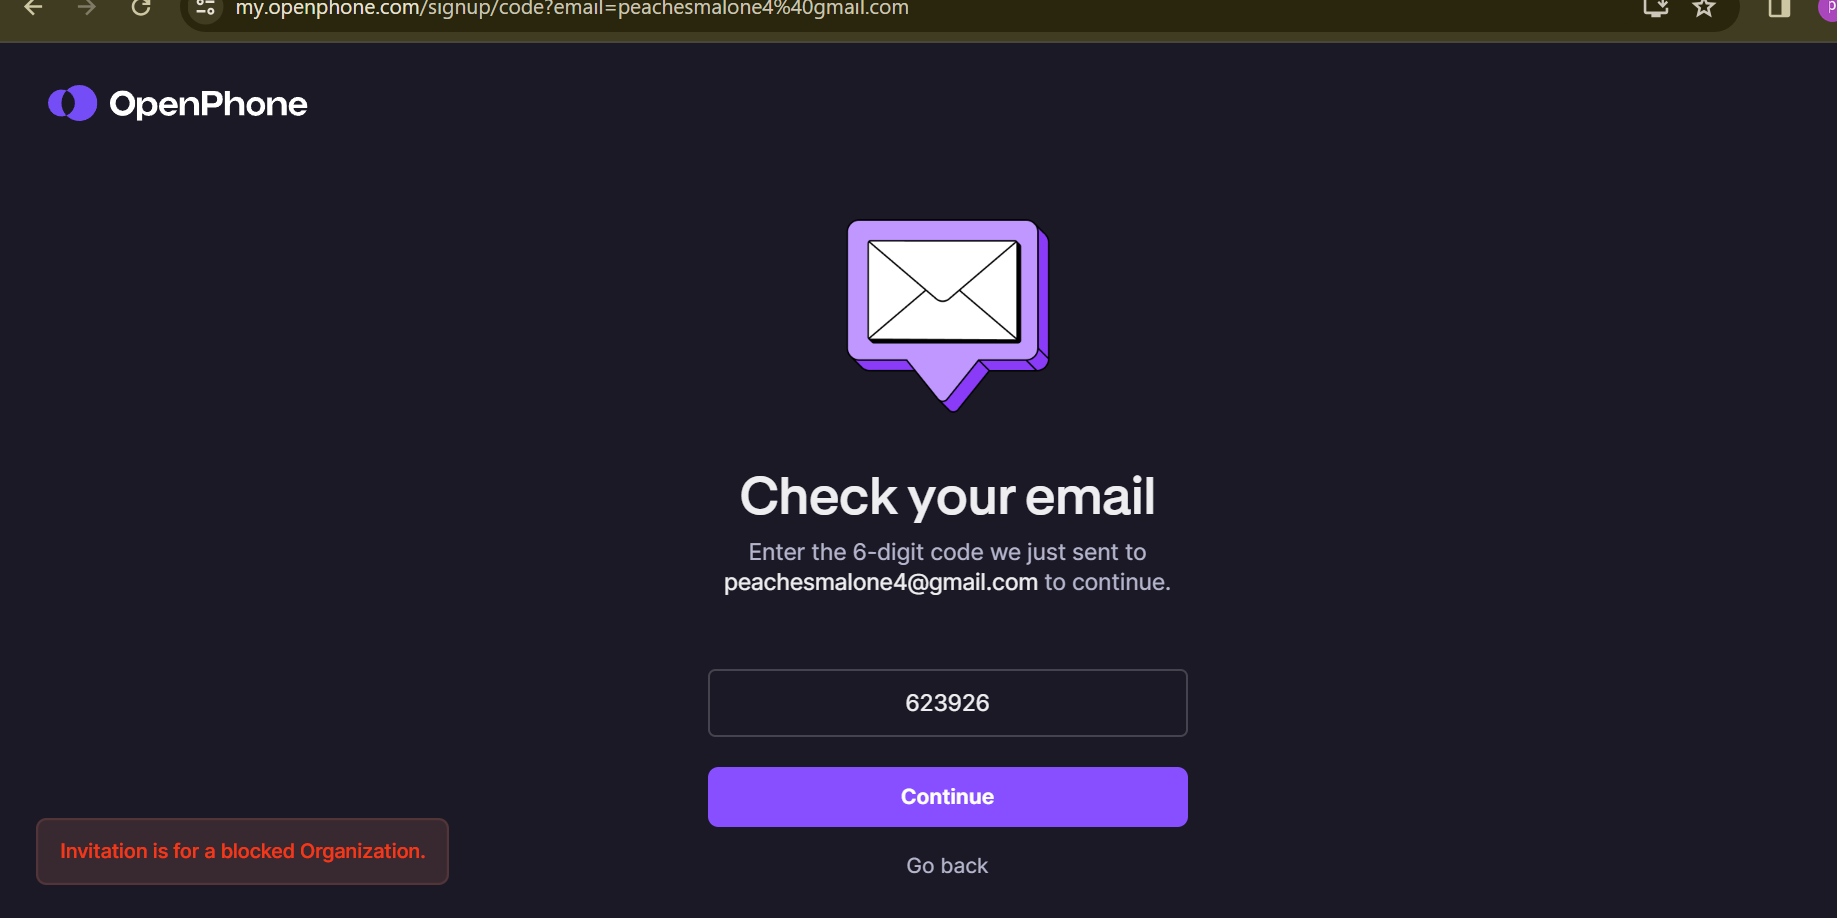 my.openphone.com/signup/code?email=peachesmalone4%40gmail.com
OpenPhone
Check your email
Enter the 6-digit code we just sent to
peachesmalone4@gmail.com to continue.
623926
Continue
Invitation is for a blocked Organization.
Go back